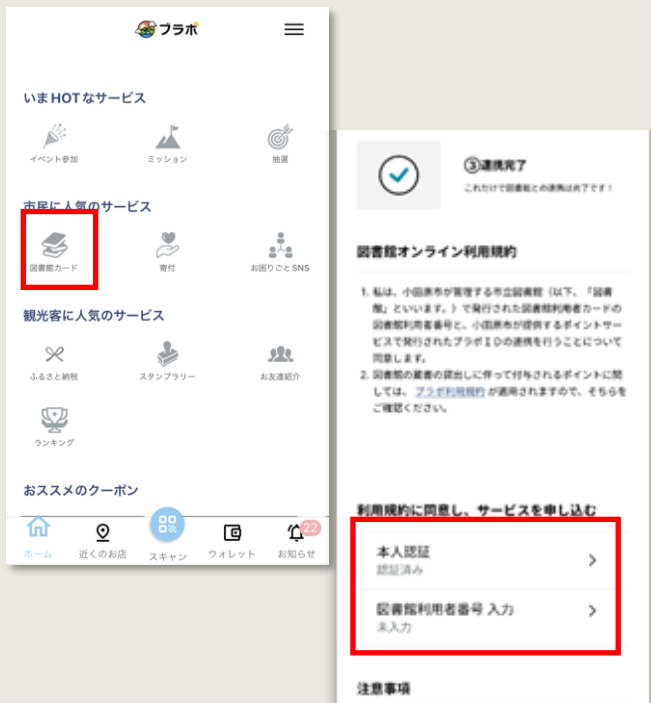 プラポ
いまHOTなサービス
イベント参加
ミッション
抽選
市民に人気のサービス
図書館カード
寄付
お困りごとSNS
観光客に人気のサービス
ふるさと納税
スタンプラリー
お友達紹介
ランキング
おススメのクーポン
22
ホーム
近くのお店
スキャン
ウォレット
お知らせ
③連携完了
これだけで図書館との連携は完了です！
図書館オンライン利用規約
1. 私は、小田原市が管理する市立図書館（以下、「図書
館」といいます。）で発行された図書館利用者カードの
図書館利用者番号と、小田原市が提供するポイントサー
ビスで発行されたプラポIDの連携を行うことについて
同意します。
2. 図書館の蔵書の貸出しに伴って付与されるポイントに関
しては、プラポ利用規約 が適用されますので、そちらを
ご確認ください。
利用規約に同意し、サービスを申し込む
本人認証
認証済み
図書館利用者番号 入力
未入力
注意事項